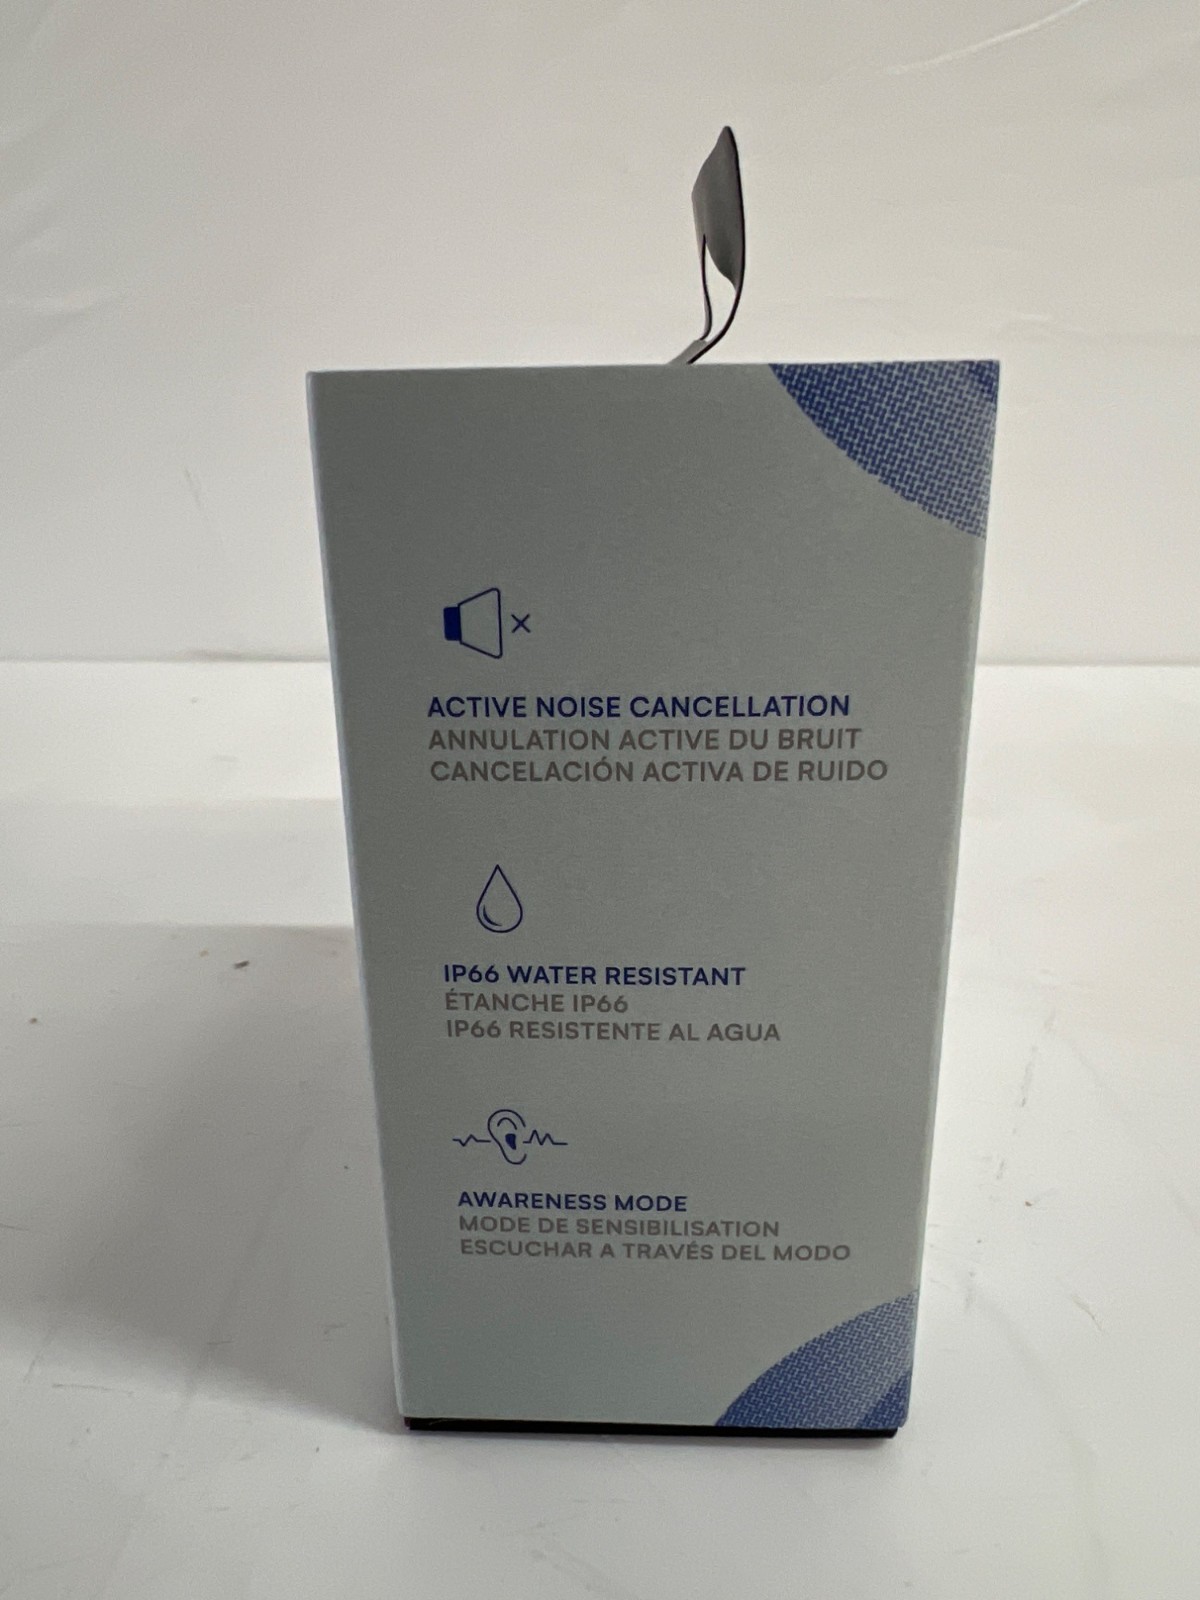 ACTIVE NOISE CANCELLATION
ANNULATION ACTIVE DU BRUIT
CANCELACIÓN ACTIVA DE RUIDO
IP66 WATER RESISTANT
ÉTANCHE IP66
IP66 RESISTENTE AL AGUA
AWARENESS MODE
MODE DE SENSIBILISATION
ESCUCHAR A TRAVÉS DEL MODO